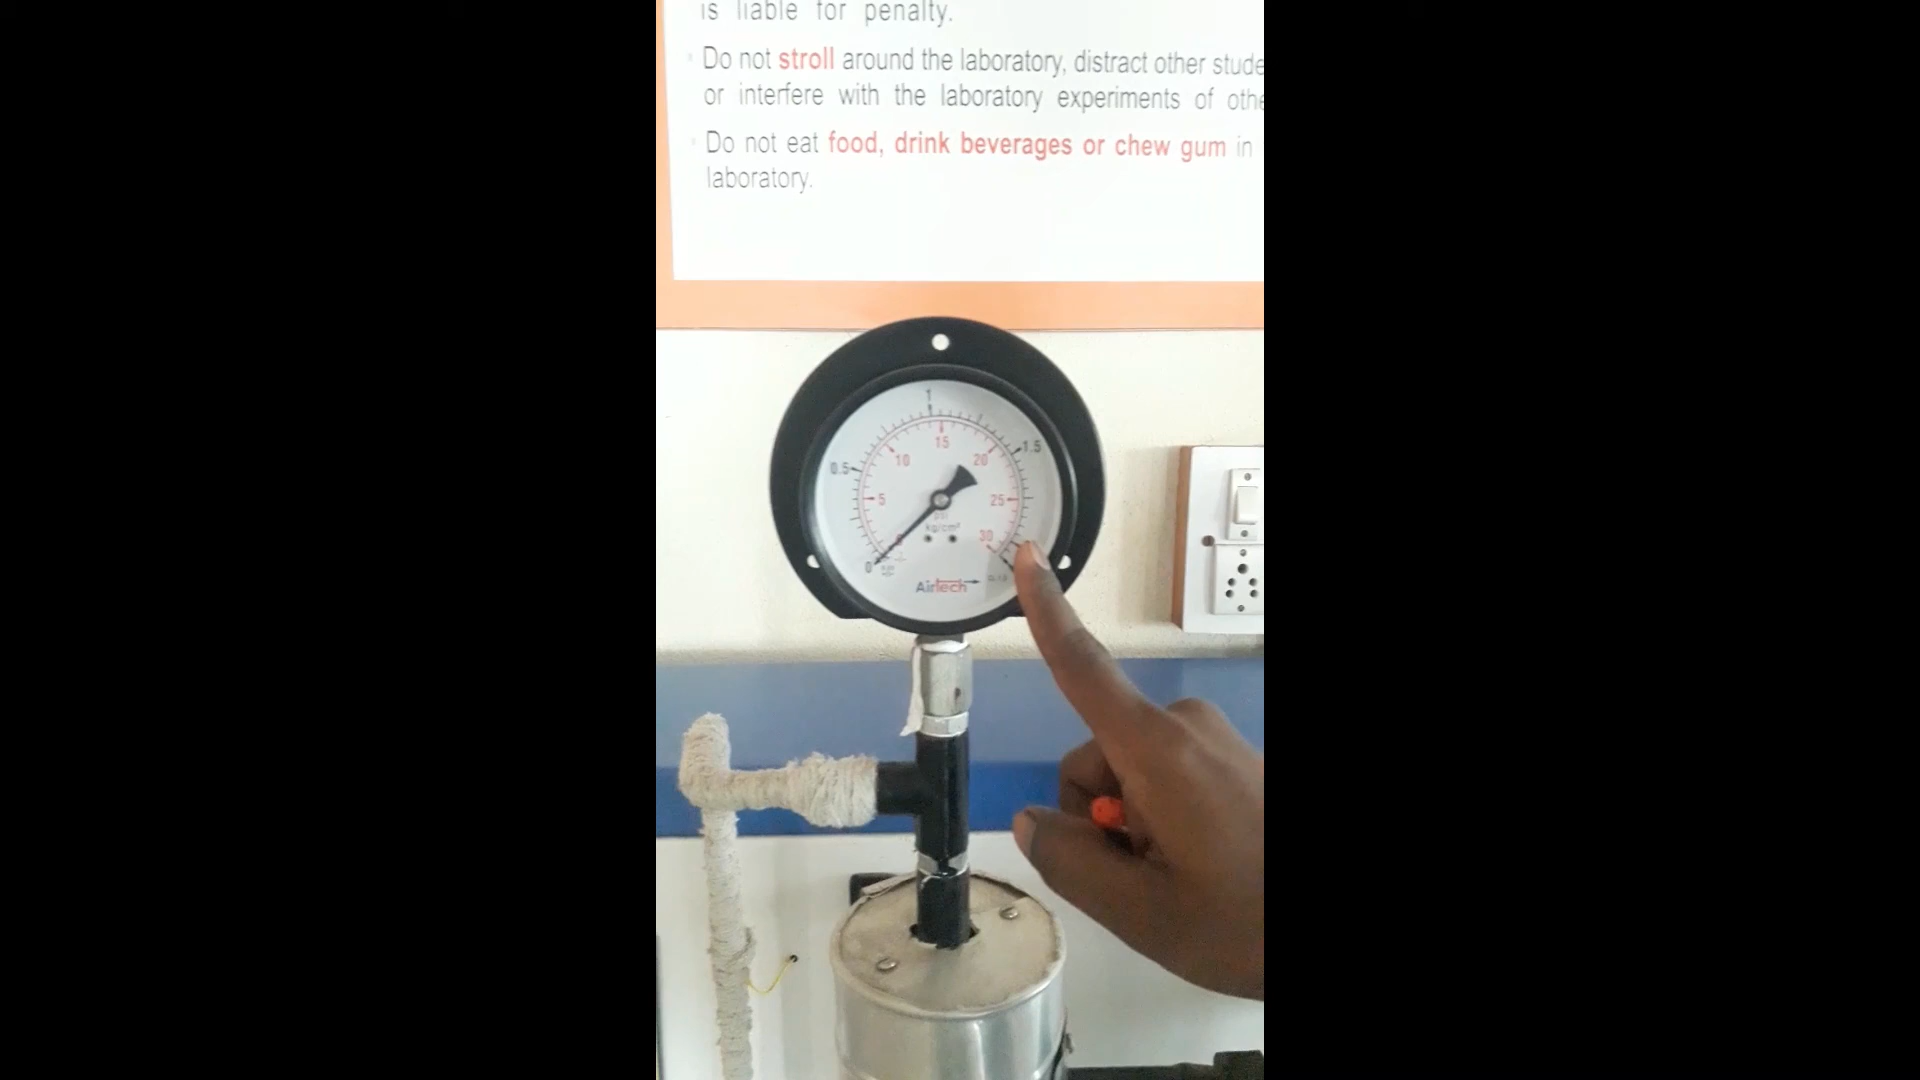 is liable for penalty.
Do not stroll around the laboratory, distract other stude
or interfere with the laboratory experiments of othe
Do not eat food, drink beverages or chew gum in
laboratory.
1
15
1.5
10
20
0.5
5
25
psi
kg/cm²
30
0
0
AirTech